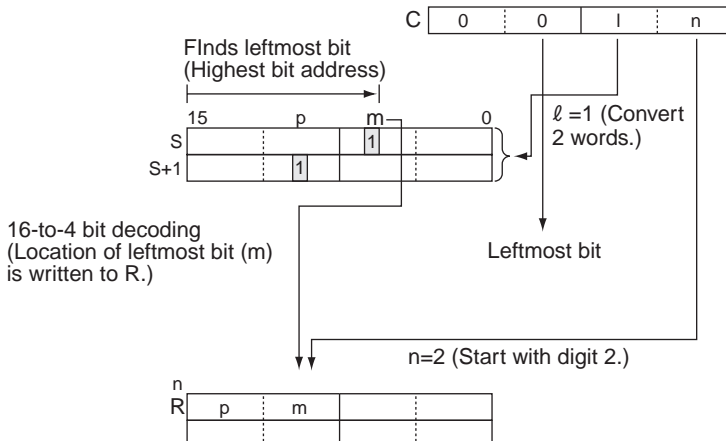 C 0 0 l n
FInds leftmost bit
(Highest bit address)
15 p m 0
S 1
S+1 1
ℓ =1 (Convert
2 words.)
16-to-4 bit decoding
(Location of leftmost bit (m)
is written to R.)
Leftmost bit
n=2 (Start with digit 2.)
n
R p m